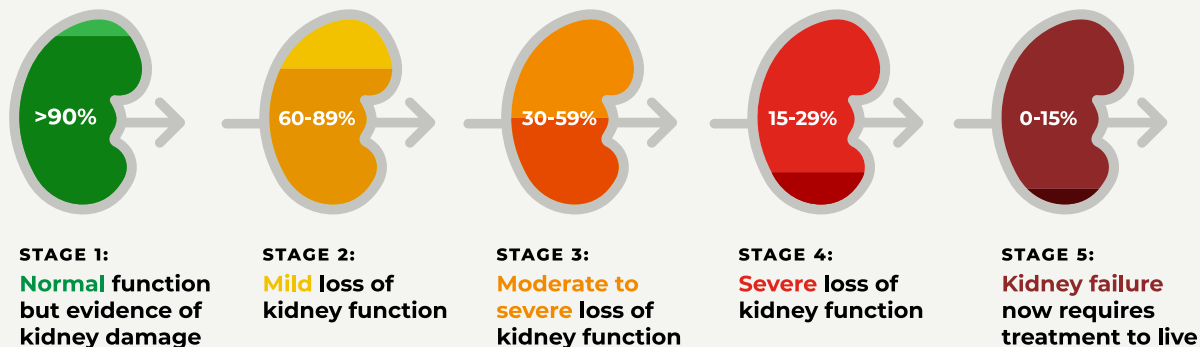 >90%
60-89%
30-59%
15-29%
0-15%
STAGE 1:
Normal function
but evidence of
kidney damage
STAGE 2:
Mild loss of
kidney function
STAGE 3:
Moderate to
severe loss of
kidney function
STAGE 4:
Severe loss of
kidney function
STAGE 5:
Kidney failure
now requires
treatment to live